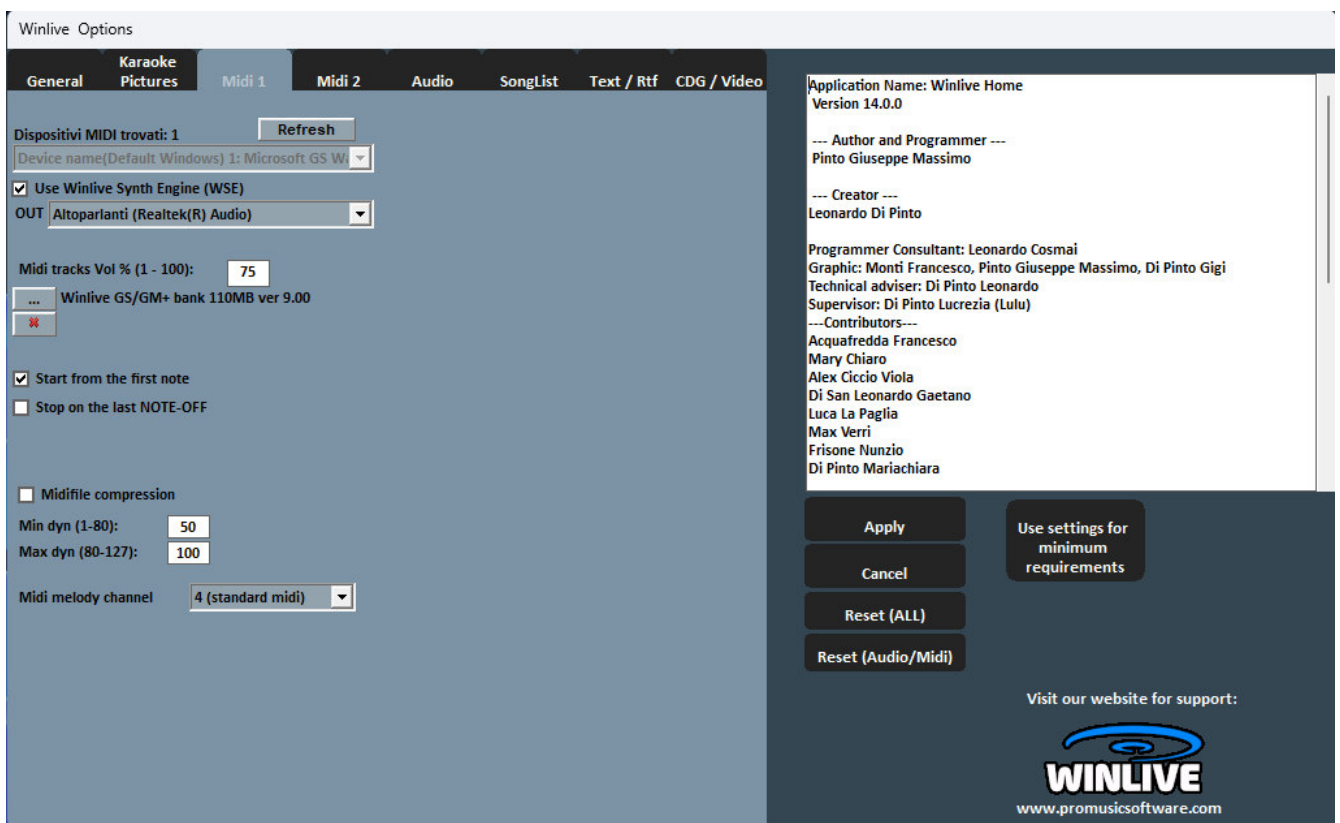 Winlive Options
General
Karaoke
Pictures
Midi 1
Midi 2
Audio
SongList
Text / Rtf
CDG / Video
Dispositivi MIDI trovati: 1
Refresh
Device name(Default Windows) 1: Microsoft GS
Use Winlive Synth Engine (WSE)
OUT Altoparlanti (Realtek(R) Audio)
Midi tracks Vol % (1 - 100): 75
... Winlive GS/GM+ bank 110MB ver 9.00
Start from the first note
Stop on the last NOTE-OFF
Midifile compression
Min dyn (1-80): 50
Max dyn (80-127): 100
Midi melody channel 4 (standard midi)
Application Name: Winlive Home
Version 14.0.0
--- Author and Programmer ---
Pinto Giuseppe Massimo
--- Creator ---
Leonardo Di Pinto
Programmer Consultant: Leonardo Cosmai
Graphic: Monti Francesco, Pinto Giuseppe Massimo, Di Pinto Gigi
Technical adviser: Di Pinto Leonardo
Supervisor: Di Pinto Lucrezia (Lulu)
---Contributors---
Acquafredda Francesco
Mary Chiaro
Alex Ciccio Viola
Di San Leonardo Gaetano
Luca La Paglia
Max Verri
Frisone Nunzio
Di Pinto Mariachiara
Apply
Cancel
Reset (ALL)
Reset (Audio/Midi)
Use settings for
minimum
requirements
Visit our website for support:
WINLIVE
www.promusicsoftware.com